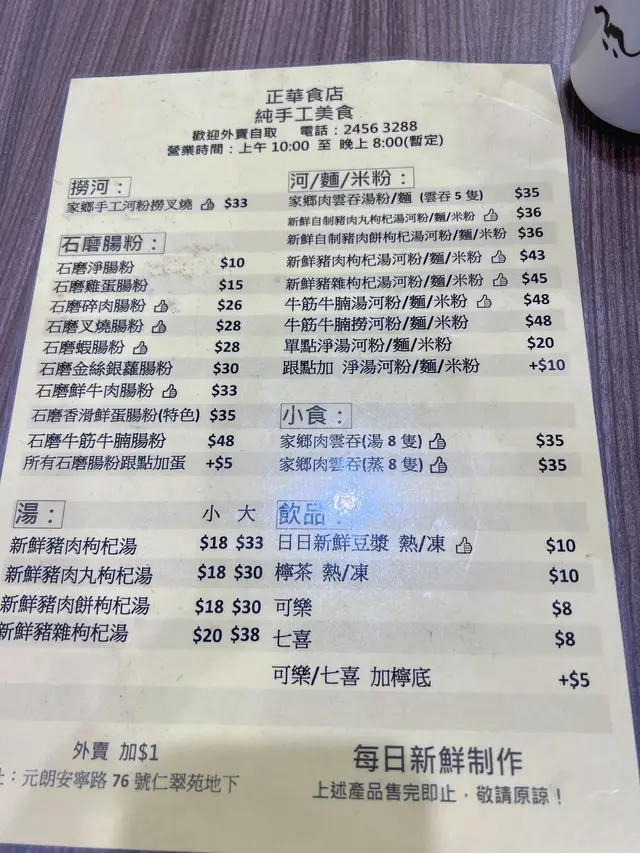 正華食店
純手工美食
歡迎外賣自取 電話：2456 3288
營業時間：上午 10:00 至 晚上 8:00(暫定)
撈河：
家鄉手工河粉撈叉燒 $33
石磨腸粉：
石磨淨腸粉 $10
石磨雞蛋腸粉 $15
石磨碎肉腸粉 $26
石磨叉燒腸粉 $28
石磨蝦腸粉 $28
石磨金絲銀蘿腸粉 $30
石磨鮮牛肉腸粉 $33
石磨香滑鮮蛋腸粉(特色) $35
石磨牛筋牛腩腸粉 $48
所有石磨腸粉跟點加蛋 +$5
河/麵/米粉：
家鄉肉雲吞湯粉/麵 (雲吞 5 隻) $35
新鮮自制豬肉丸枸杞湯河粉/麵/米粉 $36
新鮮自制豬肉餅枸杞湯河粉/麵/米粉 $36
新鮮豬肉枸杞湯河粉/麵/米粉 $43
新鮮豬雜枸杞湯河粉/麵/米粉 $45
牛筋牛腩湯河粉/麵/米粉 $48
牛筋牛腩撈河粉/麵/米粉 $48
單點淨湯河粉/麵/米粉 $20
跟點加 淨湯河粉/麵/米粉 +$10
小食：
家鄉肉雲吞(湯 8 隻) $35
家鄉肉雲吞(蒸 8 隻) $35
湯： 小 大
新鮮豬肉枸杞湯 $18 $33
新鮮豬肉丸枸杞湯 $18 $30
新鮮豬肉餅枸杞湯 $18 $30
新鮮豬雜枸杞湯 $20 $38
飲品：
日日新鮮豆漿 熱/凍 $10
檸茶 熱/凍 $10
可樂 $8
七喜 $8
可樂/七喜 加檸底 +$5
外賣 加$1
：元朗安寧路 76 號仁翠苑地下
每日新鮮制作
上述產品售完即止，敬請原諒！